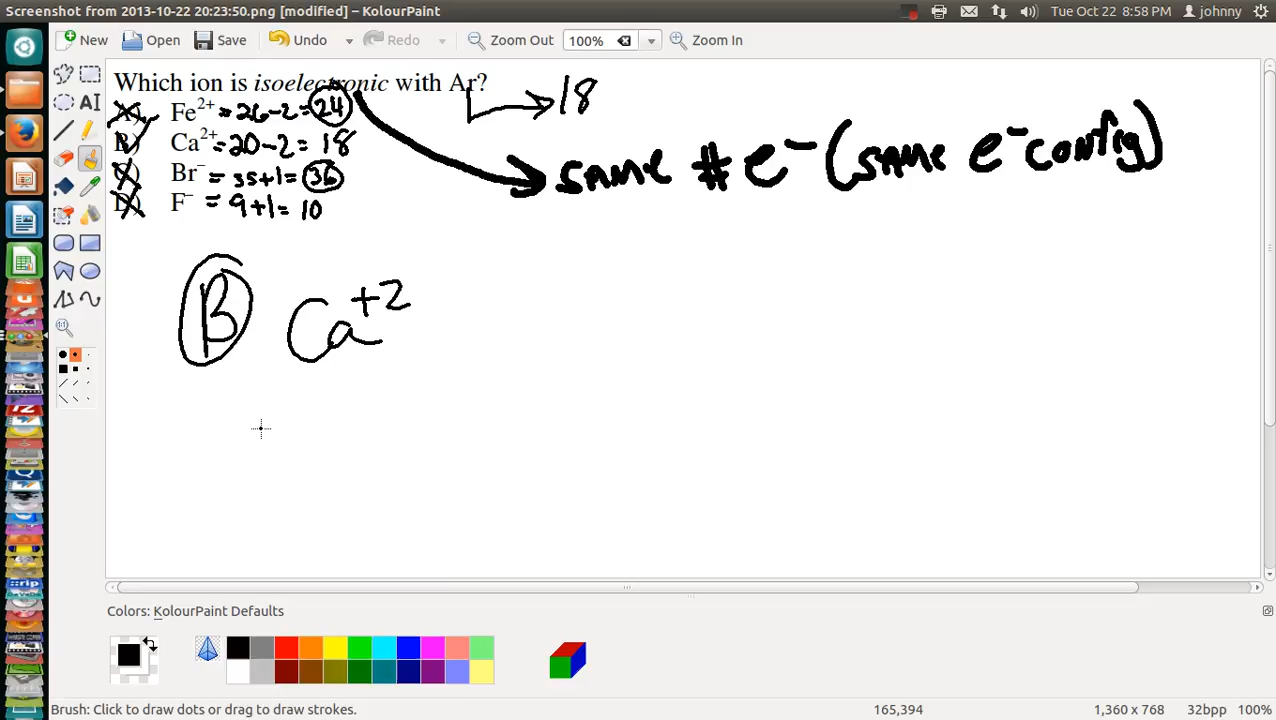 Screenshot from 2013-10-22 20:23:50.png [modified] – KolourPaint
Tue Oct 22 8:58 PM johnny
New Open Save Undo Redo Zoom Out 100% Zoom In
Which ion is isoelectronic with Ar?
18
A) Fe2+ = 26-2=24
B) Ca2+ =20-2=18
C) Br– = 35+1=36
D) F– = 9+1=10
same # e– (same e– config)
B Ca+2
Colors: KolourPaint Defaults
Brush: Click to draw dots or drag to draw strokes. 165,394 1,360 x 768 32bpp 100%